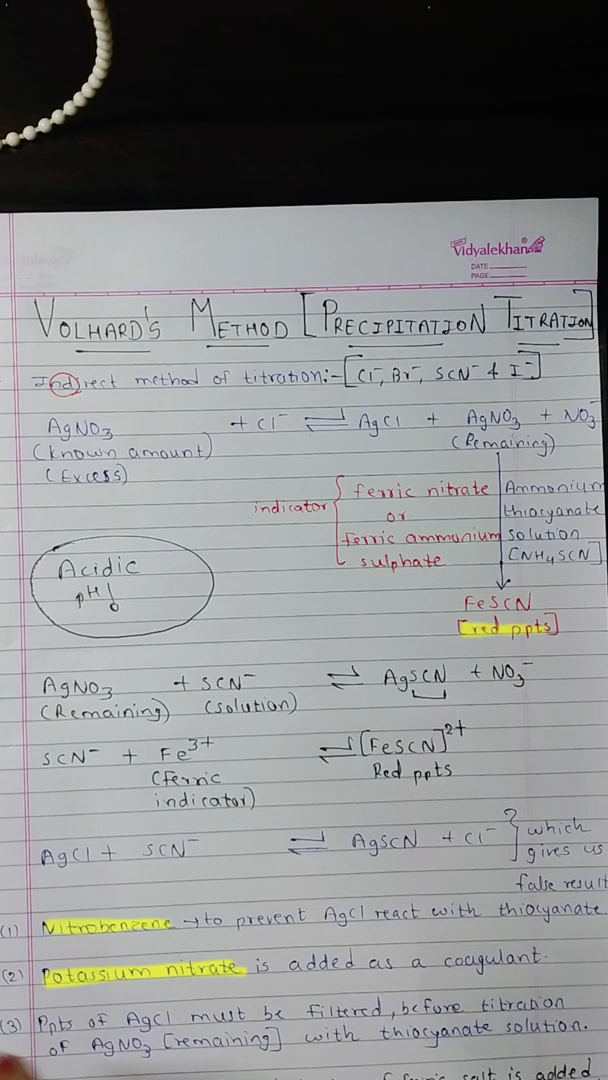 Vidyalekhan®
DATE
PAGE
VOLHARD'S METHOD [PRECIPITATION TITRATION]
Indirect method of titration:- [Cl⁻, Br⁻, SCN⁻ & I⁻]
AgNO₃ + Cl⁻ ⇌ AgCl + AgNO₃ + NO₃⁻
(known amount) (Remaining)
(Excess)
indicator { ferric nitrate or ferric ammonium sulphate
Ammonium
thiocyanate
solution
[NH₄SCN]
Acidic
pH!
FeSCN
[red ppts]
AgNO₃ + SCN⁻ ⇌ AgSCN + NO₃⁻
(Remaining) (solution)
SCN⁻ + Fe³⁺ ⇌ [FeSCN]²⁺
(ferric Red ppts
indicator)
AgCl + SCN⁻ ⇌ AgSCN + Cl⁻ } which
gives us
false result
(1) Nitrobenzene → to prevent AgCl react with thiocyanate
(2) Potassium nitrate is added as a coagulant.
(3) Ppts of AgCl must be filtered, before titration
of AgNO₃ [remaining] with thiocyanate solution.
salt is added